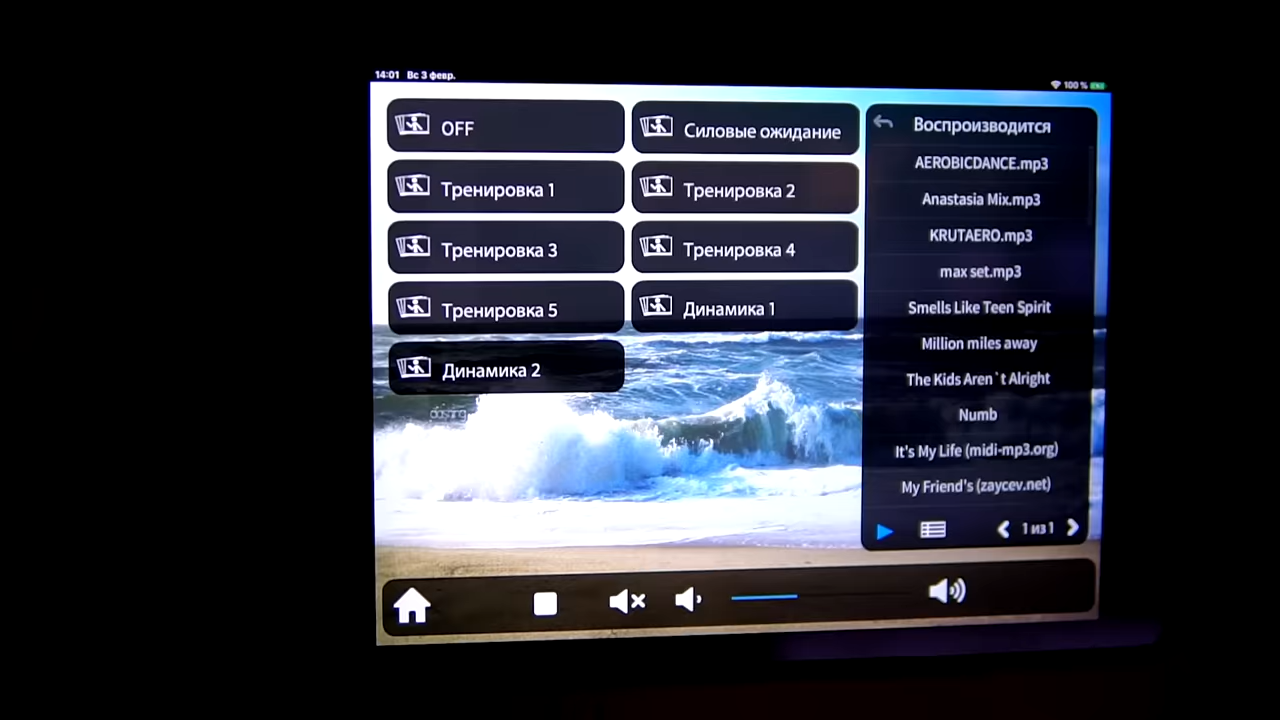 14:01 Вс 3 февр.
100 %
OFF
Силовые ожидание
Тренировка 1
Тренировка 2
Тренировка 3
Тренировка 4
Тренировка 5
Динамика 1
Динамика 2
Воспроизводится
AEROBICDANCE.mp3
Anastasia Mix.mp3
KRUTAERO.mp3
max set.mp3
Smells Like Teen Spirit
Million miles away
The Kids Aren`t Alright
Numb
It's My Life (midi-mp3.org)
My Friend's (zaycev.net)
1 из 1